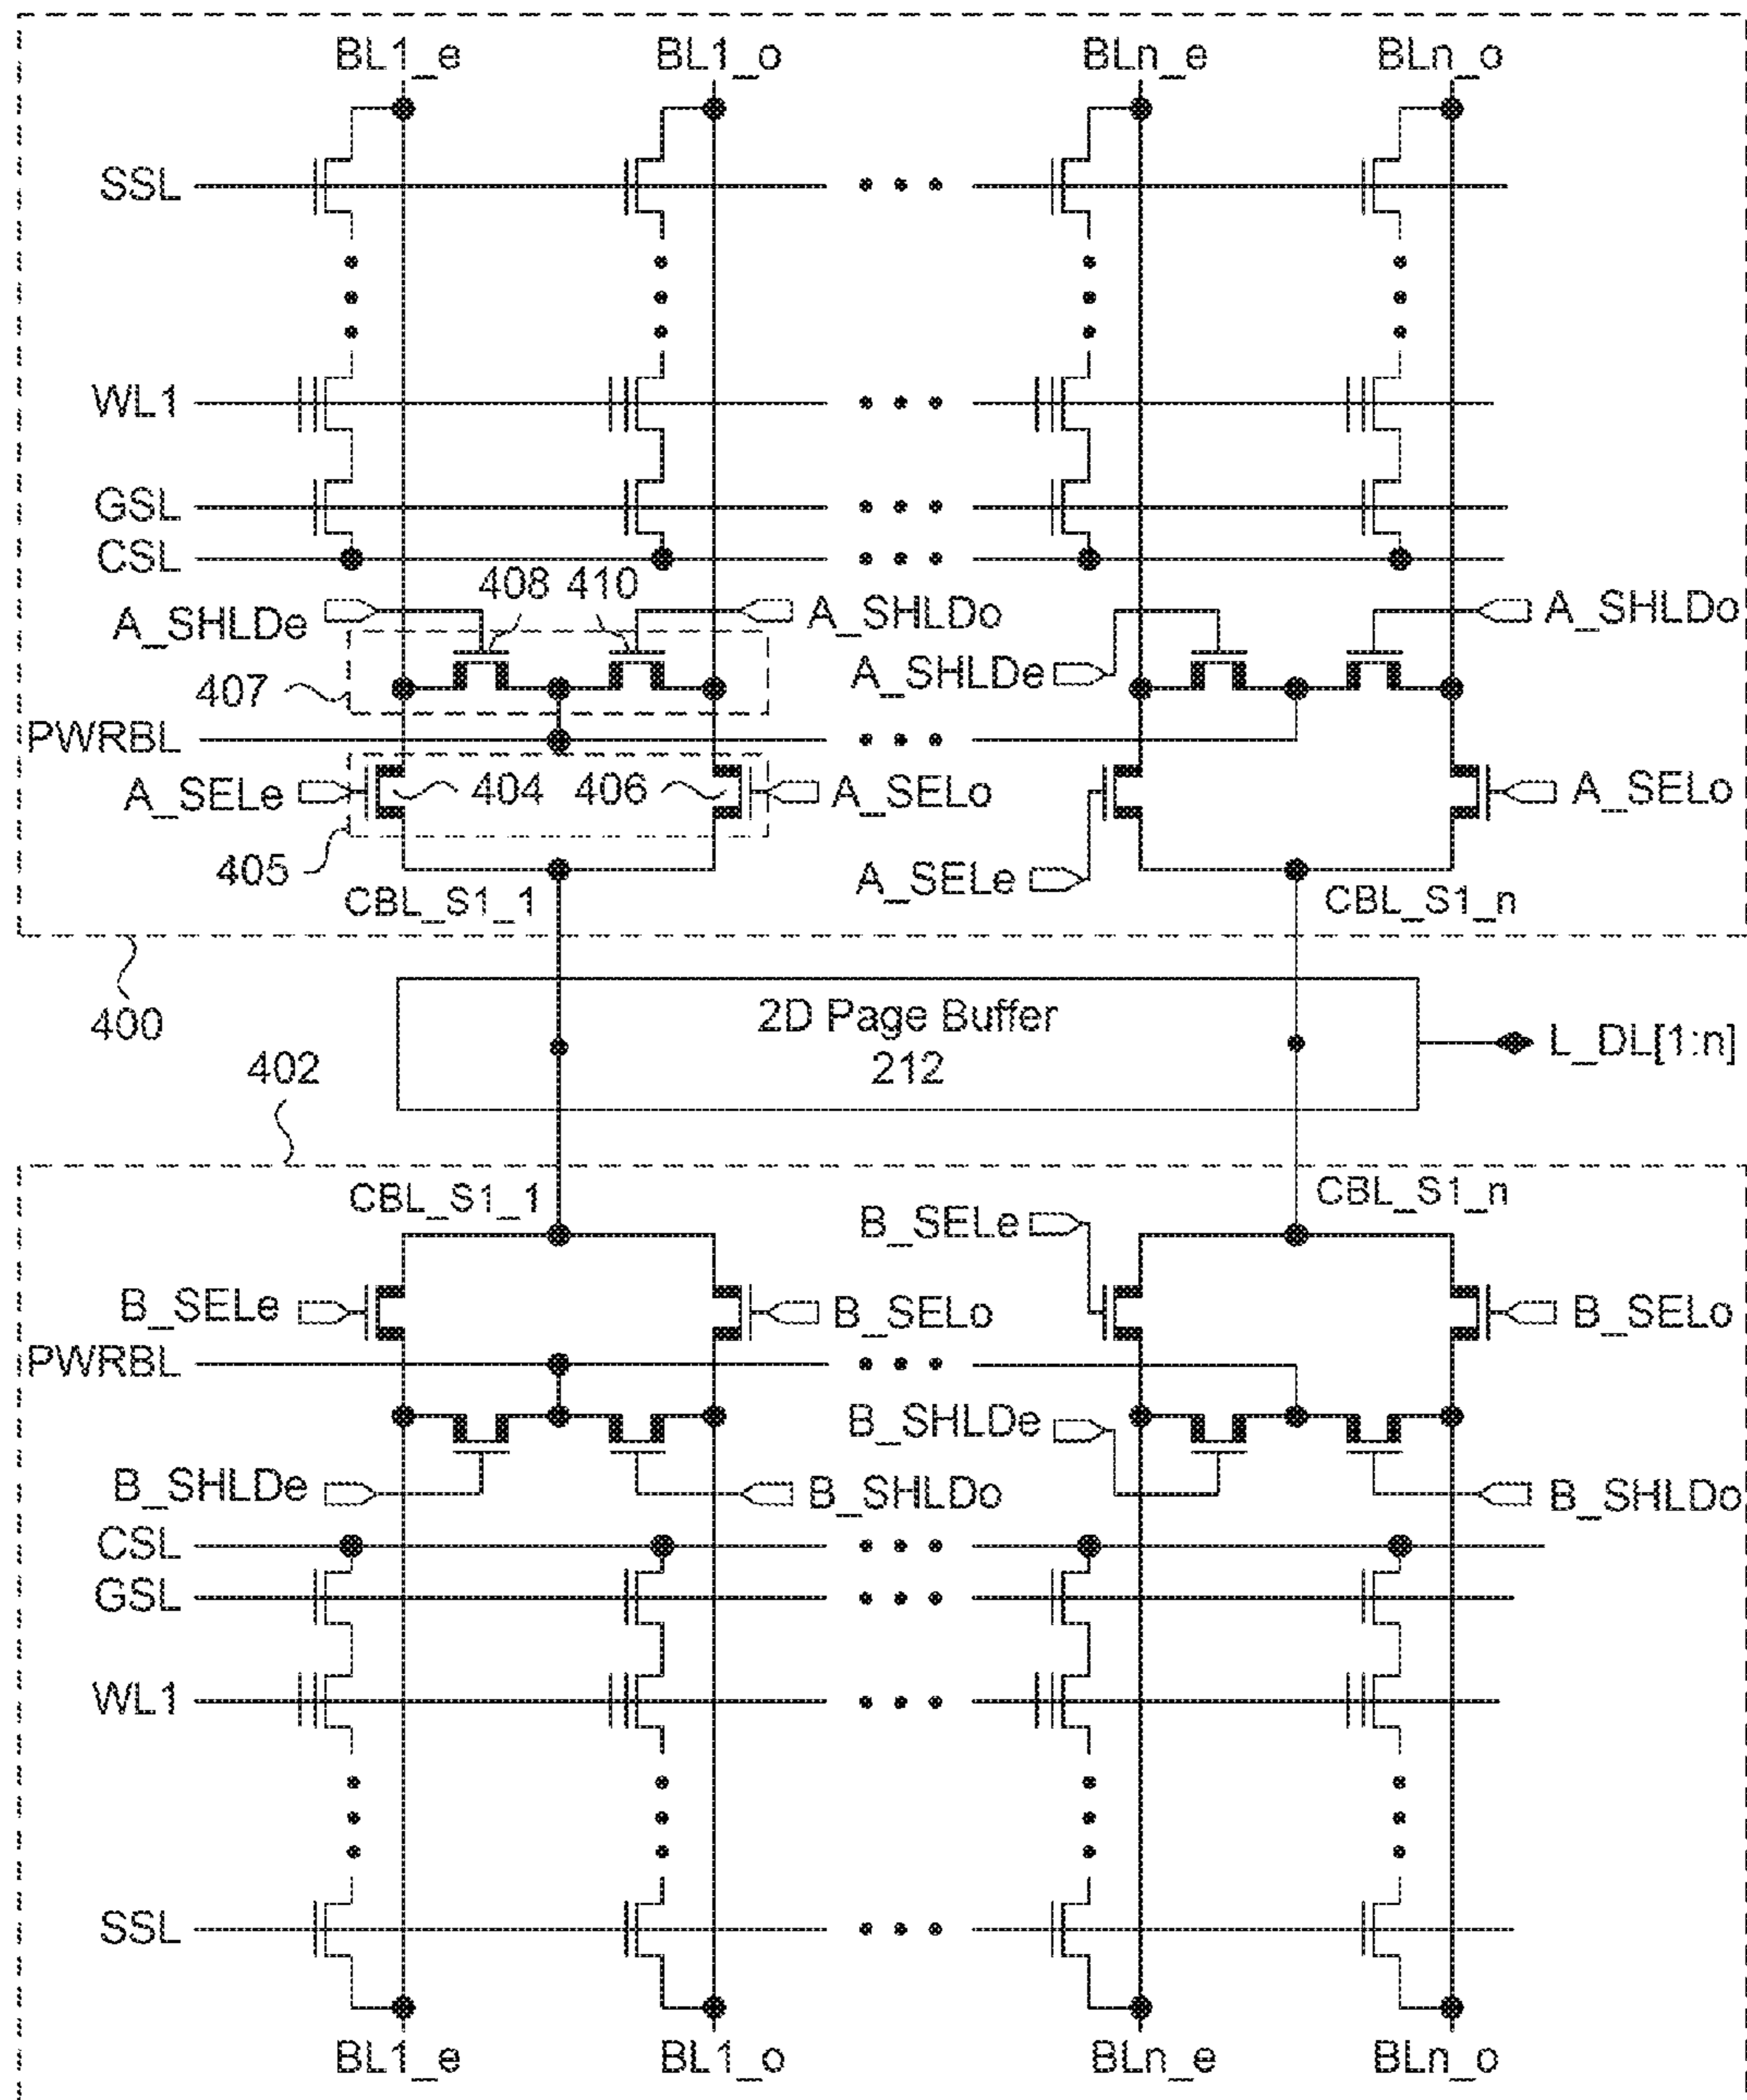 BL1_e BL1_o BLn_e BLn_o
SSL
WL1
GSL
CSL
408 410
A_SHLDe A_SHLDo A_SHLDe A_SHLDo
407
PWRBL
A_SELe 404 406 A_SELo A_SELo
405 A_SELe
CBL_S1_1 CBL_S1_n
400
2D Page Buffer
212
L_DL[1:n]
402
CBL_S1_1 CBL_S1_n
B_SELe
B_SELe B_SELo B_SELo
PWRBL
B_SHLDe
B_SHLDe B_SHLDo B_SHLDo
CSL
GSL
WL1
SSL
BL1_e BL1_o BLn_e BLn_o